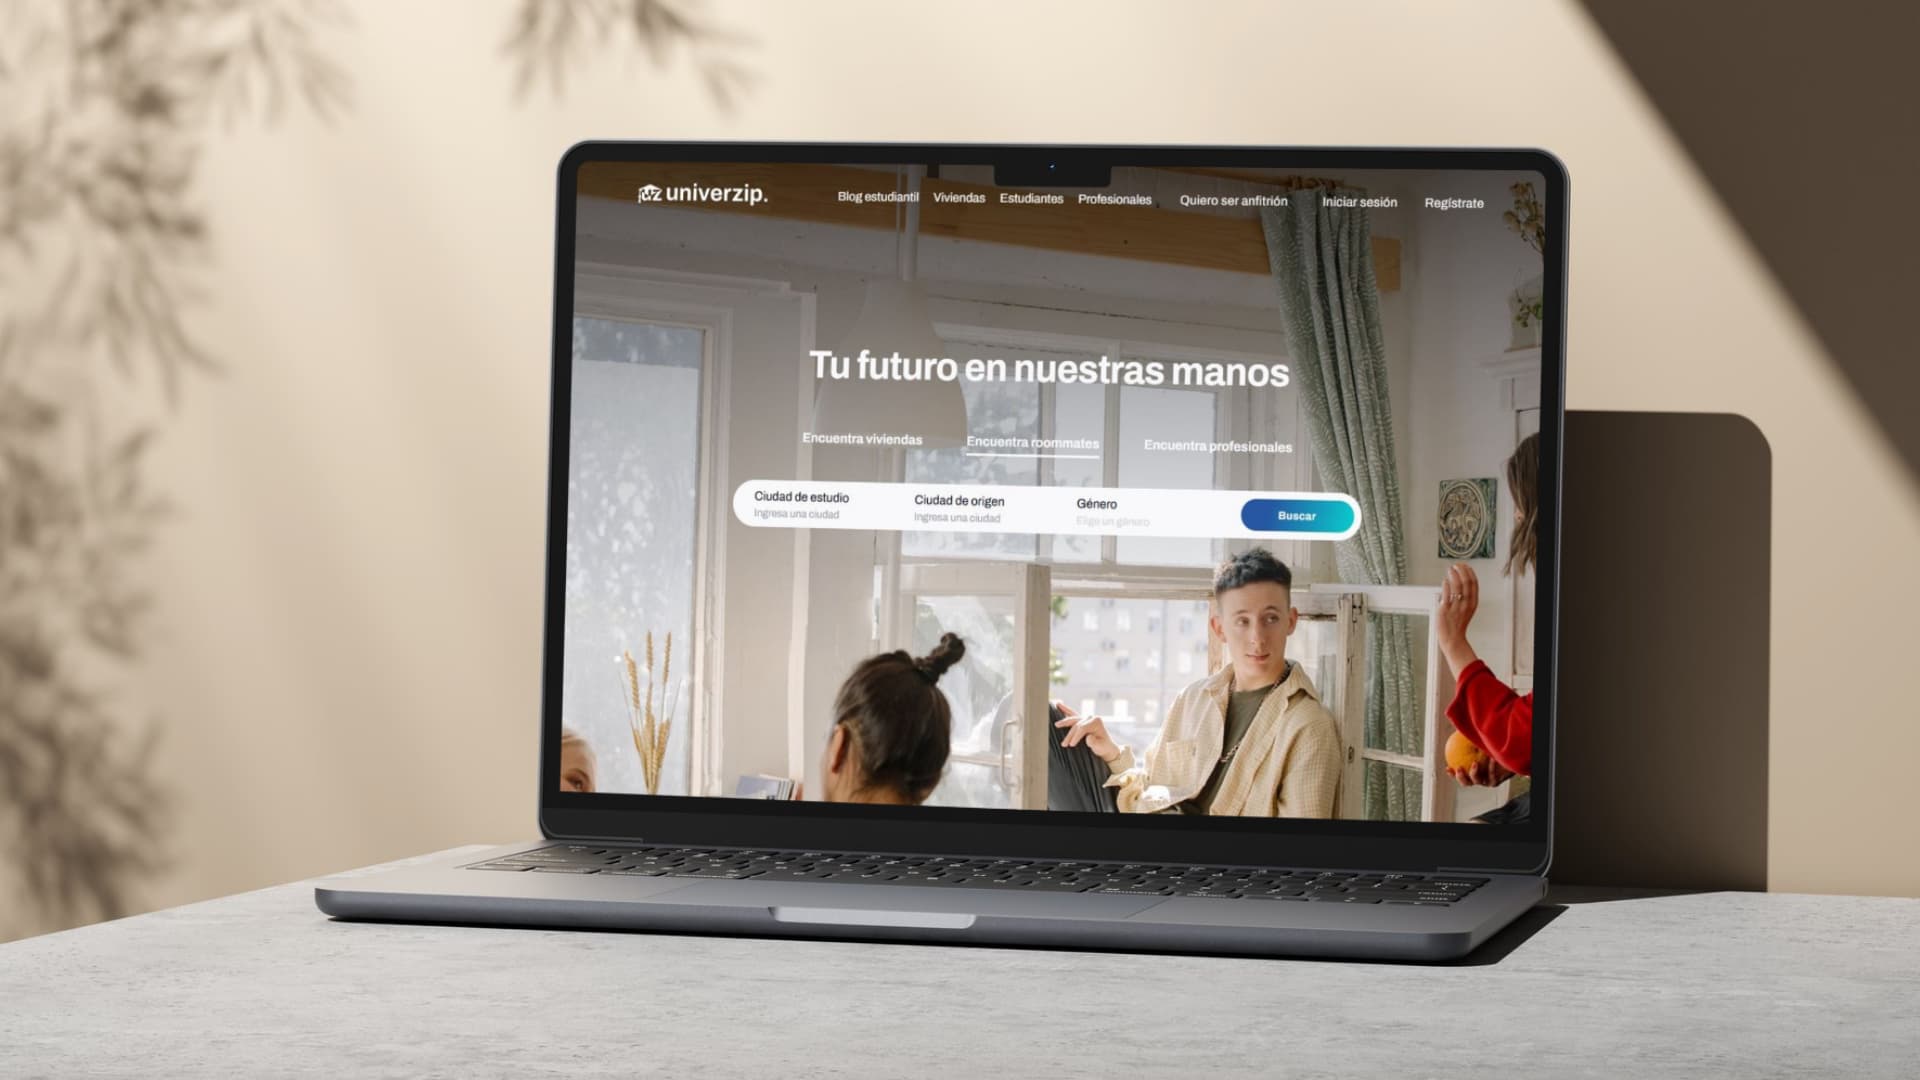 univerzip.
Blog estudiantil Viviendas Estudiantes Profesionales Quiero ser anfitrión Iniciar sesión Regístrate
Tu futuro en nuestras manos
Encuentra viviendas Encuentra roommates Encuentra profesionales
Ciudad de estudio Ciudad de origen Género
Ingresa una ciudad Ingresa una ciudad Elige un género
Buscar